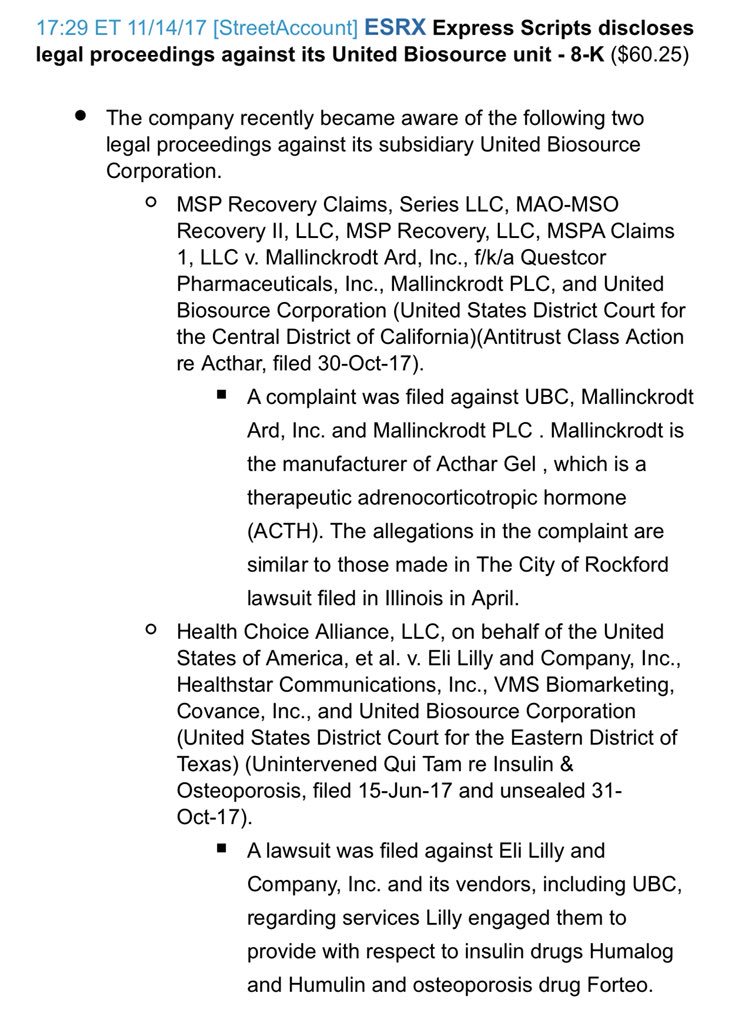 17:29 ET 11/14/17 [StreetAccount] ESRX Express Scripts discloses
legal proceedings against its United Biosource unit - 8-K ($60.25)
● The company recently became aware of the following two
legal proceedings against its subsidiary United Biosource
Corporation.
○ MSP Recovery Claims, Series LLC, MAO-MSO
Recovery II, LLC, MSP Recovery, LLC, MSPA Claims
1, LLC v. Mallinckrodt Ard, Inc., f/k/a Questcor
Pharmaceuticals, Inc., Mallinckrodt PLC, and United
Biosource Corporation (United States District Court for
the Central District of California)(Antitrust Class Action
re Acthar, filed 30-Oct-17).
■ A complaint was filed against UBC, Mallinckrodt
Ard, Inc. and Mallinckrodt PLC . Mallinckrodt is
the manufacturer of Acthar Gel , which is a
therapeutic adrenocorticotropic hormone
(ACTH). The allegations in the complaint are
similar to those made in The City of Rockford
lawsuit filed in Illinois in April.
○ Health Choice Alliance, LLC, on behalf of the United
States of America, et al. v. Eli Lilly and Company, Inc.,
Healthstar Communications, Inc., VMS Biomarketing,
Covance, Inc., and United Biosource Corporation
(United States District Court for the Eastern District of
Texas) (Unintervened Qui Tam re Insulin &
Osteoporosis, filed 15-Jun-17 and unsealed 31-
Oct-17).
■ A lawsuit was filed against Eli Lilly and
Company, Inc. and its vendors, including UBC,
regarding services Lilly engaged them to
provide with respect to insulin drugs Humalog
and Humulin and osteoporosis drug Forteo.